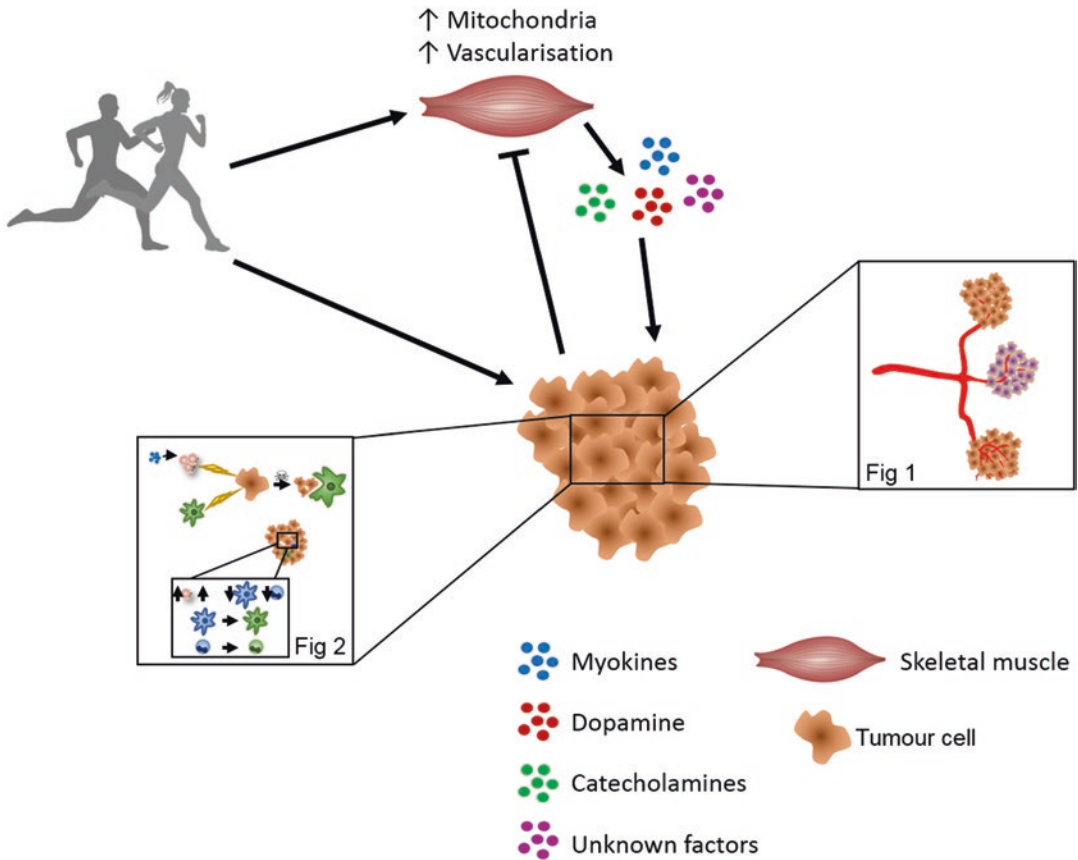 ↑ Mitochondria
↑ Vascularisation
Fig 1
Fig 2
Myokines
Skeletal muscle
Dopamine
Tumour cell
Catecholamines
Unknown factors